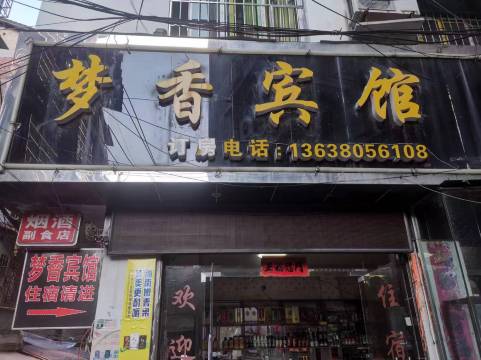 梦香宾馆
订房电话:13638056108
烟酒
副食店
梦香宾馆
住宿请进
欢迎
住宿